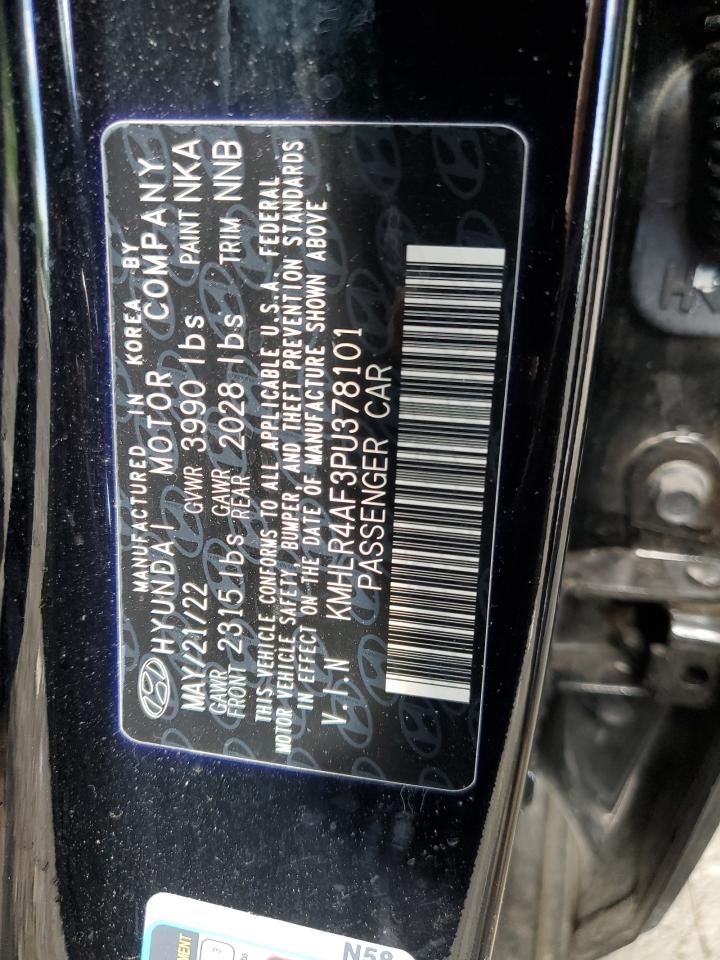 MANUFACTURED IN KOREA BY
HYUNDAI MOTOR COMPANY
MAY/21/22 GVWR 3990 lbs PAINT NKA
GAWR FRONT 2315 lbs GAWR REAR 2028 lbs TRIM NNB
THIS VEHICLE CONFORMS TO ALL APPLICABLE U.S.A. FEDERAL
MOTOR VEHICLE SAFETY, BUMPER, AND THEFT PREVENTION STANDARDS
IN EFFECT ON THE DATE OF MANUFACTURE SHOWN ABOVE
V.I.N KMHLR4AF3PU378101
PASSENGER CAR
3
N58